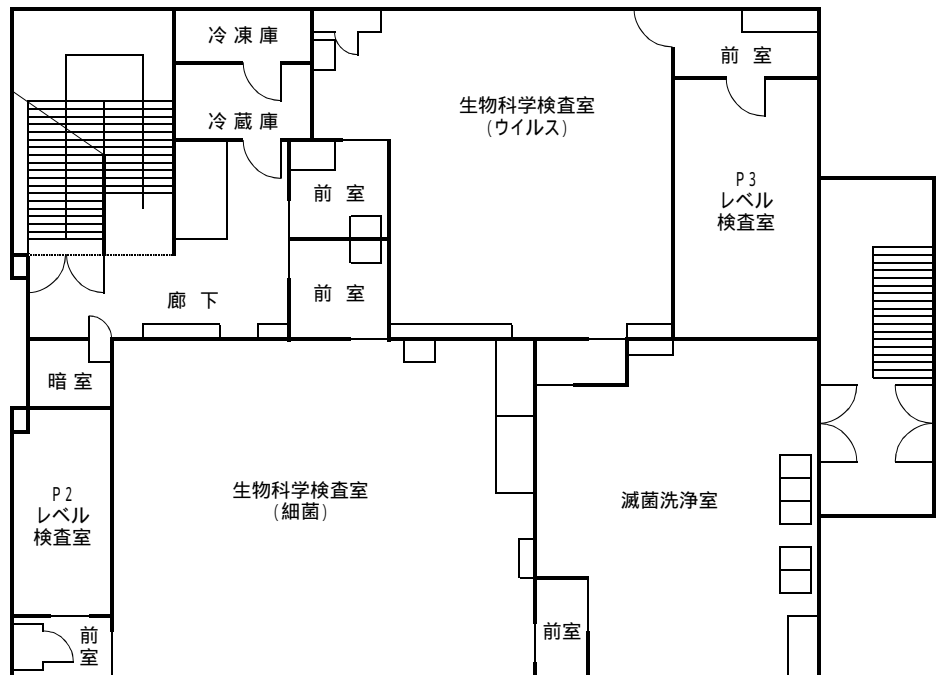 冷凍庫
前室
冷蔵庫
生物科学検査室
(ウイルス)
前室
P3
レベル
検査室
前室
廊下
暗室
P2
レベル
検査室
生物科学検査室
(細菌)
滅菌洗浄室
前
室
前室